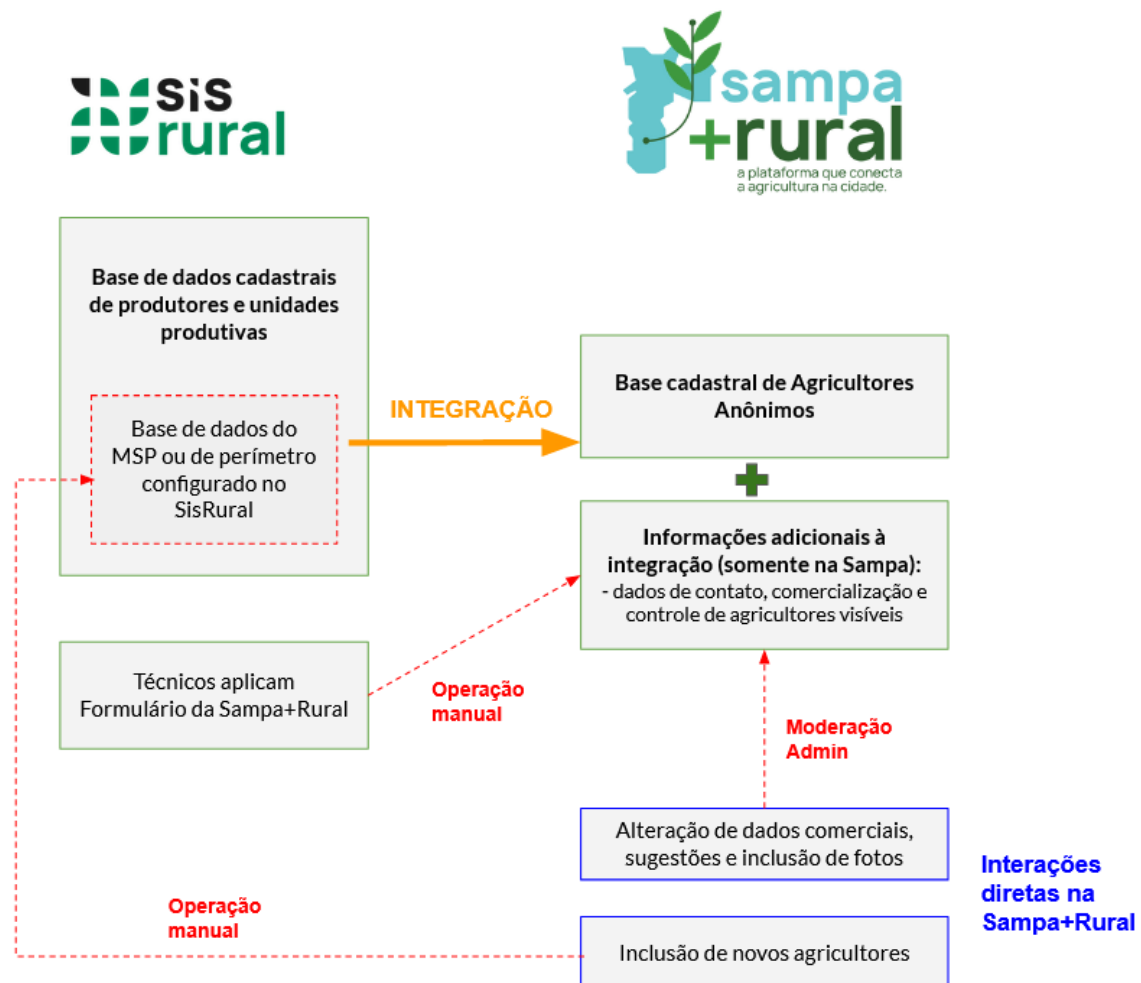 sis
rural
sampa
+rural
a plataforma que conecta
a agricultura na cidade.
Base de dados cadastrais
de produtores e unidades
produtivas
Base de dados do
MSP ou de perímetro
configurado no
SisRural
INTEGRAÇÃO
Base cadastral de Agricultores
Anônimos
Informações adicionais à
integração (somente na Sampa):
- dados de contato, comercialização e
controle de agricultores visíveis
Técnicos aplicam
Formulário da Sampa+Rural
Operação
manual
Moderação
Admin
Alteração de dados comerciais,
sugestões e inclusão de fotos
Interações
diretas na
Sampa+Rural
Operação
manual
Inclusão de novos agricultores